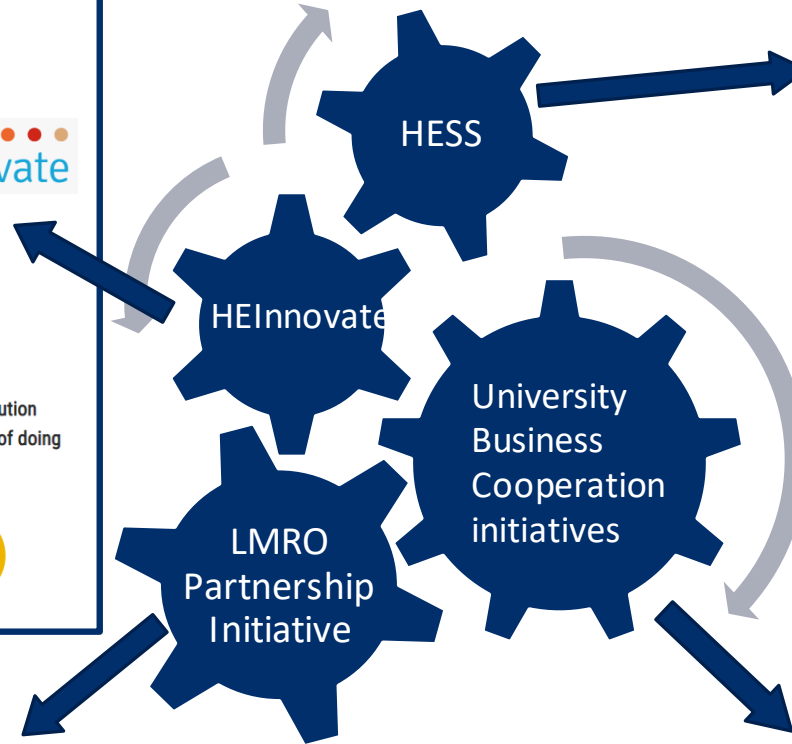 HESS
vate
HEInnovate
ution
of doing
University
Business
Cooperation
initiatives
LMRO
Partnership
Initiative